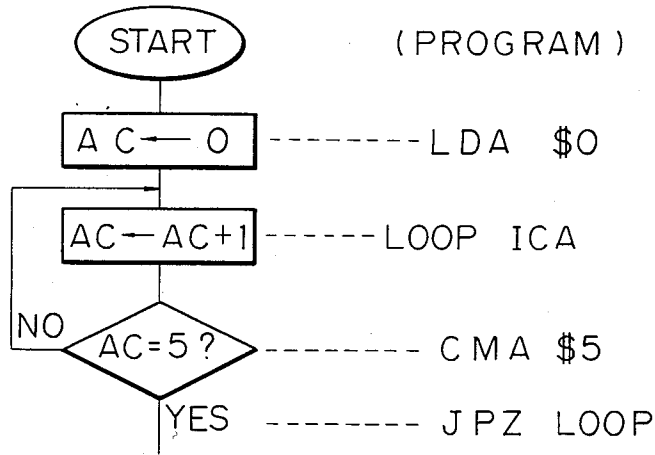 START (PROGRAM)
AC ← 0 ------ LDA $0
AC ← AC+1 ------ LOOP ICA
NO
AC=5? ------ CMA $5
YES ------ JPZ LOOP